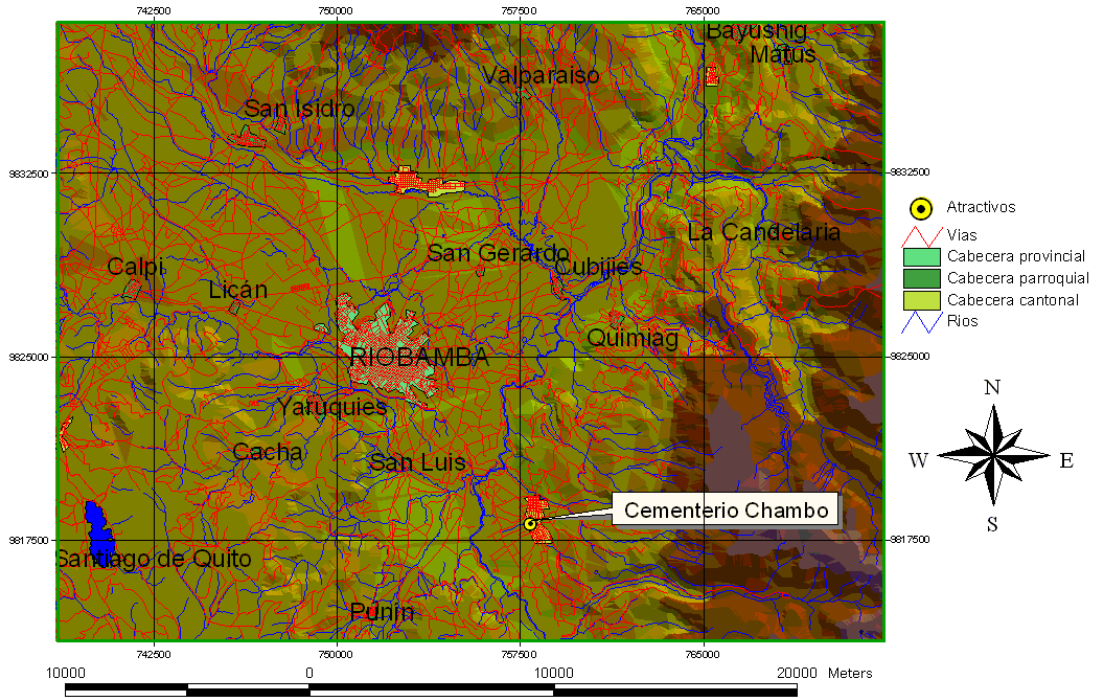 742500 750000 757500 765000
Bayushig
Matus
Valparaiso
San Isidro
9832500 9832500
Atractivos
Vías
La Candelaria
San Gerardo
Cabecera provincial
Calpi
Cubijies
Cabecera parroquial
Licán
Cabecera cantonal
Rios
Quimiag
9825000 9825000
RIOBAMBA
N
Yaruquies
W E
Cacha
San Luis
S
Cementerio Chambo
9817500 9817500
Santiago de Quito
Punín
742500 750000 757500 765000
10000 0 10000 20000 Meters